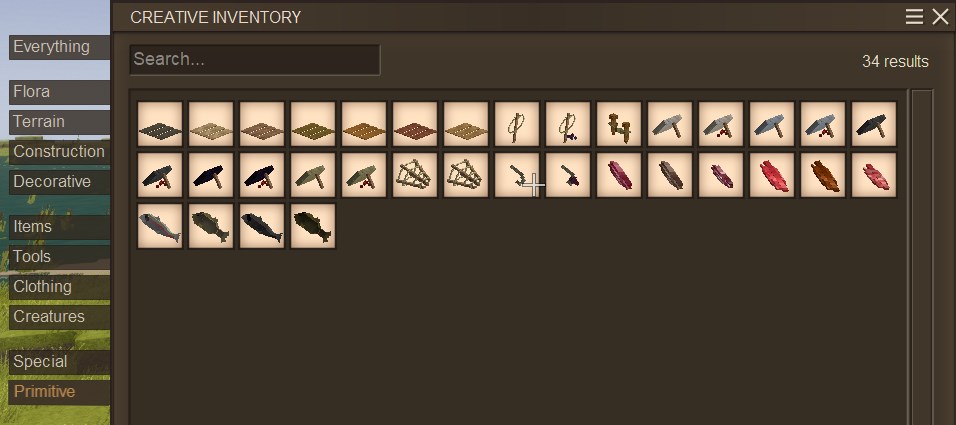 CREATIVE INVENTORY
Search...
34 results
Everything
Flora
Terrain
Construction
Decorative
Items
Tools
Clothing
Creatures
Special
Primitive